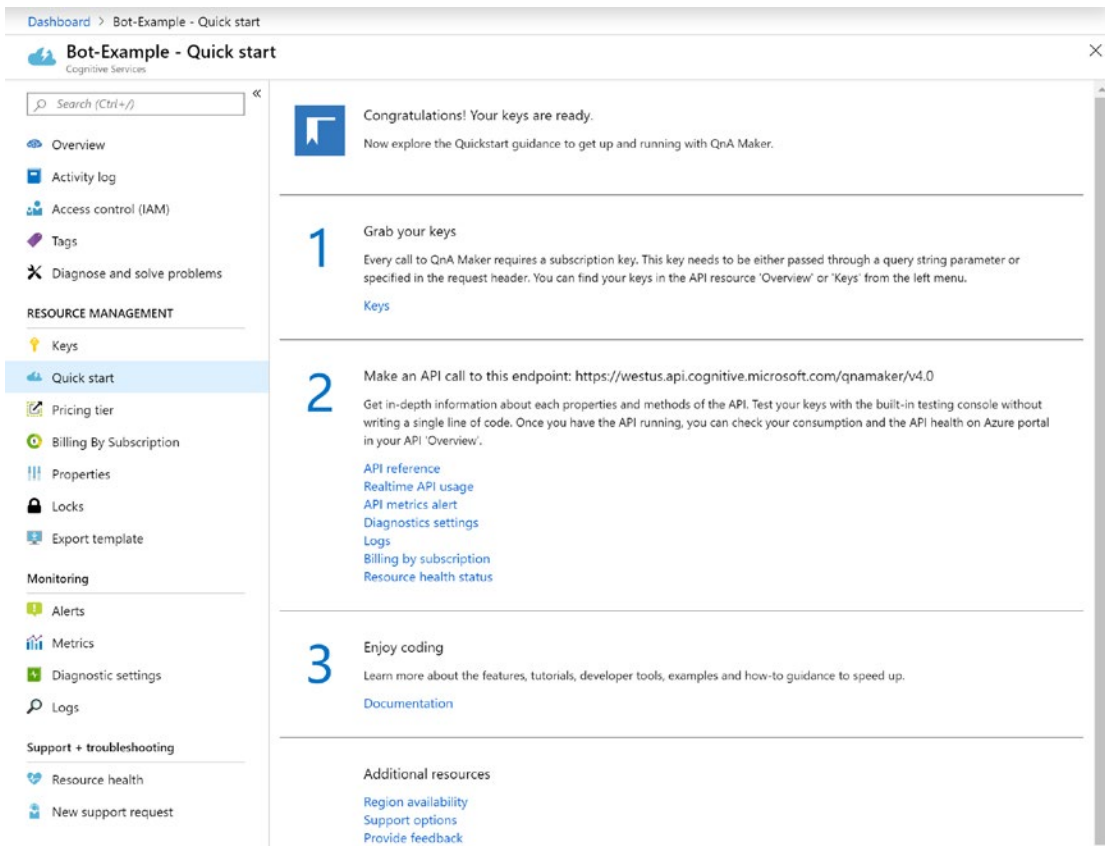 Dashboard > Bot-Example - Quick start
Bot-Example - Quick start
Cognitive Services
Search (Ctrl+/)
Overview
Activity log
Access control (IAM)
Tags
Diagnose and solve problems
RESOURCE MANAGEMENT
Keys
Quick start
Pricing tier
Billing By Subscription
Properties
Locks
Export template
Monitoring
Alerts
Metrics
Diagnostic settings
Logs
Support + troubleshooting
Resource health
New support request
Congratulations! Your keys are ready.
Now explore the Quickstart guidance to get up and running with QnA Maker.
1
Grab your keys
Every call to QnA Maker requires a subscription key. This key needs to be either passed through a query string parameter or
specified in the request header. You can find your keys in the API resource 'Overview' or 'Keys' from the left menu.
Keys
2
Make an API call to this endpoint: https://westus.api.cognitive.microsoft.com/qnamaker/v4.0
Get in-depth information about each properties and methods of the API. Test your keys with the built-in testing console without
writing a single line of code. Once you have the API running, you can check your consumption and the API health on Azure portal
in your API 'Overview'.
API reference
Realtime API usage
API metrics alert
Diagnostics settings
Logs
Billing by subscription
Resource health status
3
Enjoy coding
Learn more about the features, tutorials, developer tools, examples and how-to guidance to speed up.
Documentation
Additional resources
Region availability
Support options
Provide feedback